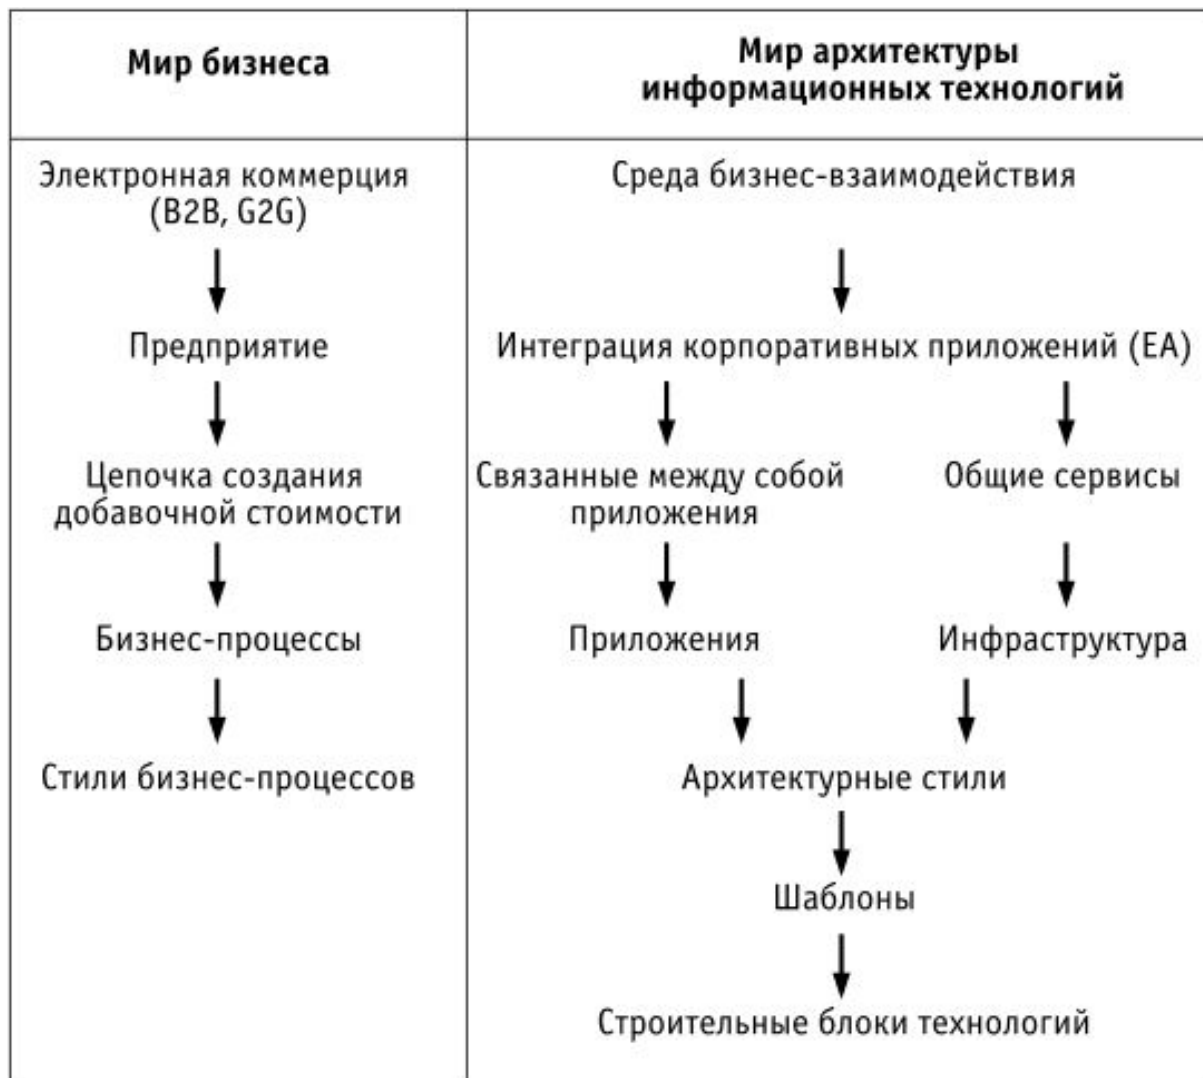 Мир бизнеса
Мир архитектуры
информационных технологий
Электронная коммерция
(B2B, G2G)
Среда бизнес-взаимодействия
Предприятие
Интеграция корпоративных приложений (EA)
Цепочка создания
добавочной стоимости
Связанные между собой
приложения
Общие сервисы
Бизнес-процессы
Приложения
Инфраструктура
Стили бизнес-процессов
Архитектурные стили
Шаблоны
Строительные блоки технологий